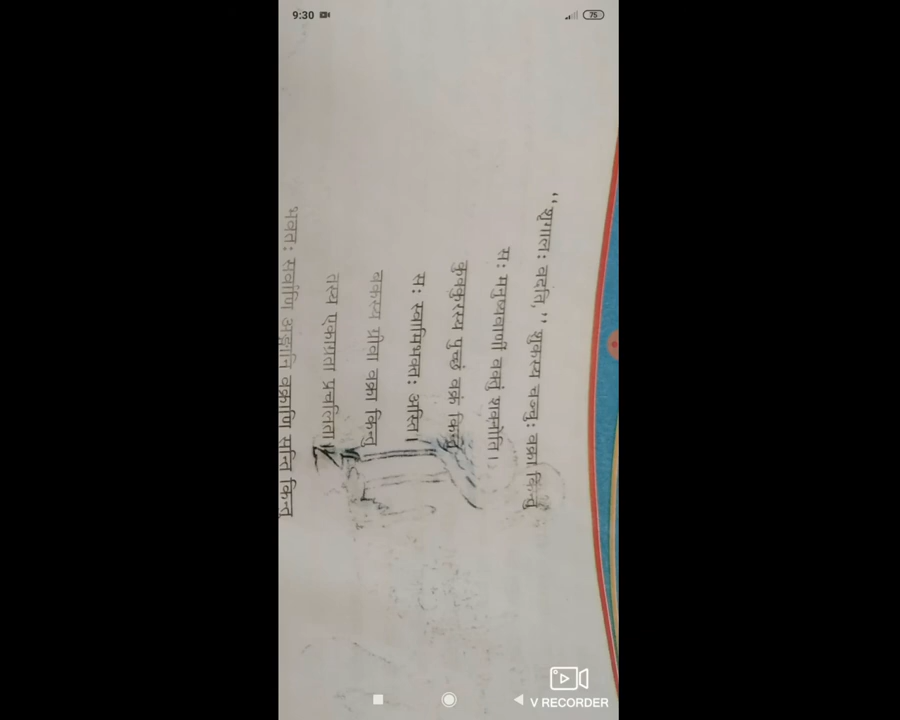 9:30
75
“शृगालः वदति,” शुकस्य चञ्चुः वक्रा किन्तु
सः मनुष्यवाणीं वक्तुं शक्नोति।
कुक्कुरस्य पुच्छं वक्रं किन्तु
सः स्वामिभक्तः अस्ति।
बकस्य ग्रीवा वक्रा किन्तु
तस्य एकाग्रता प्रचलिता।
भवतः सर्वाणि अङ्गानि वक्राणि सन्ति किन्तु
V RECORDER